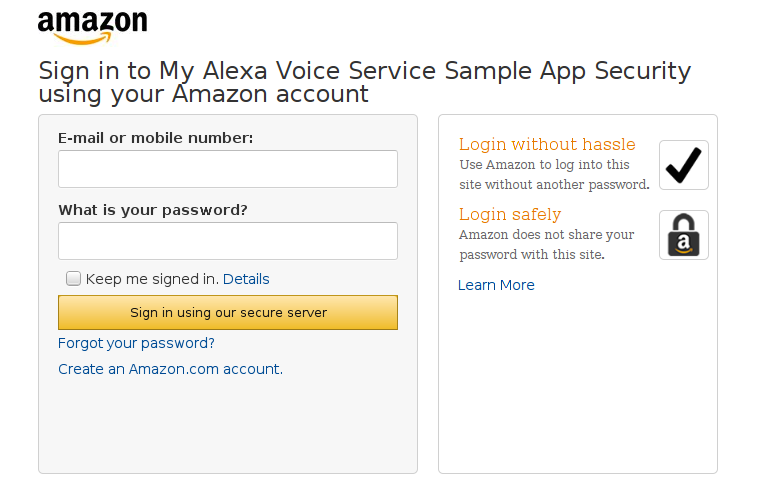 amazon
Sign in to My Alexa Voice Service Sample App Security
using your Amazon account
E-mail or mobile number:
What is your password?
Keep me signed in. Details
Sign in using our secure server
Forgot your password?
Create an Amazon.com account.
Login without hassle
Use Amazon to log into this
site without another password.
Login safely
Amazon does not share your
password with this site.
a
Learn More